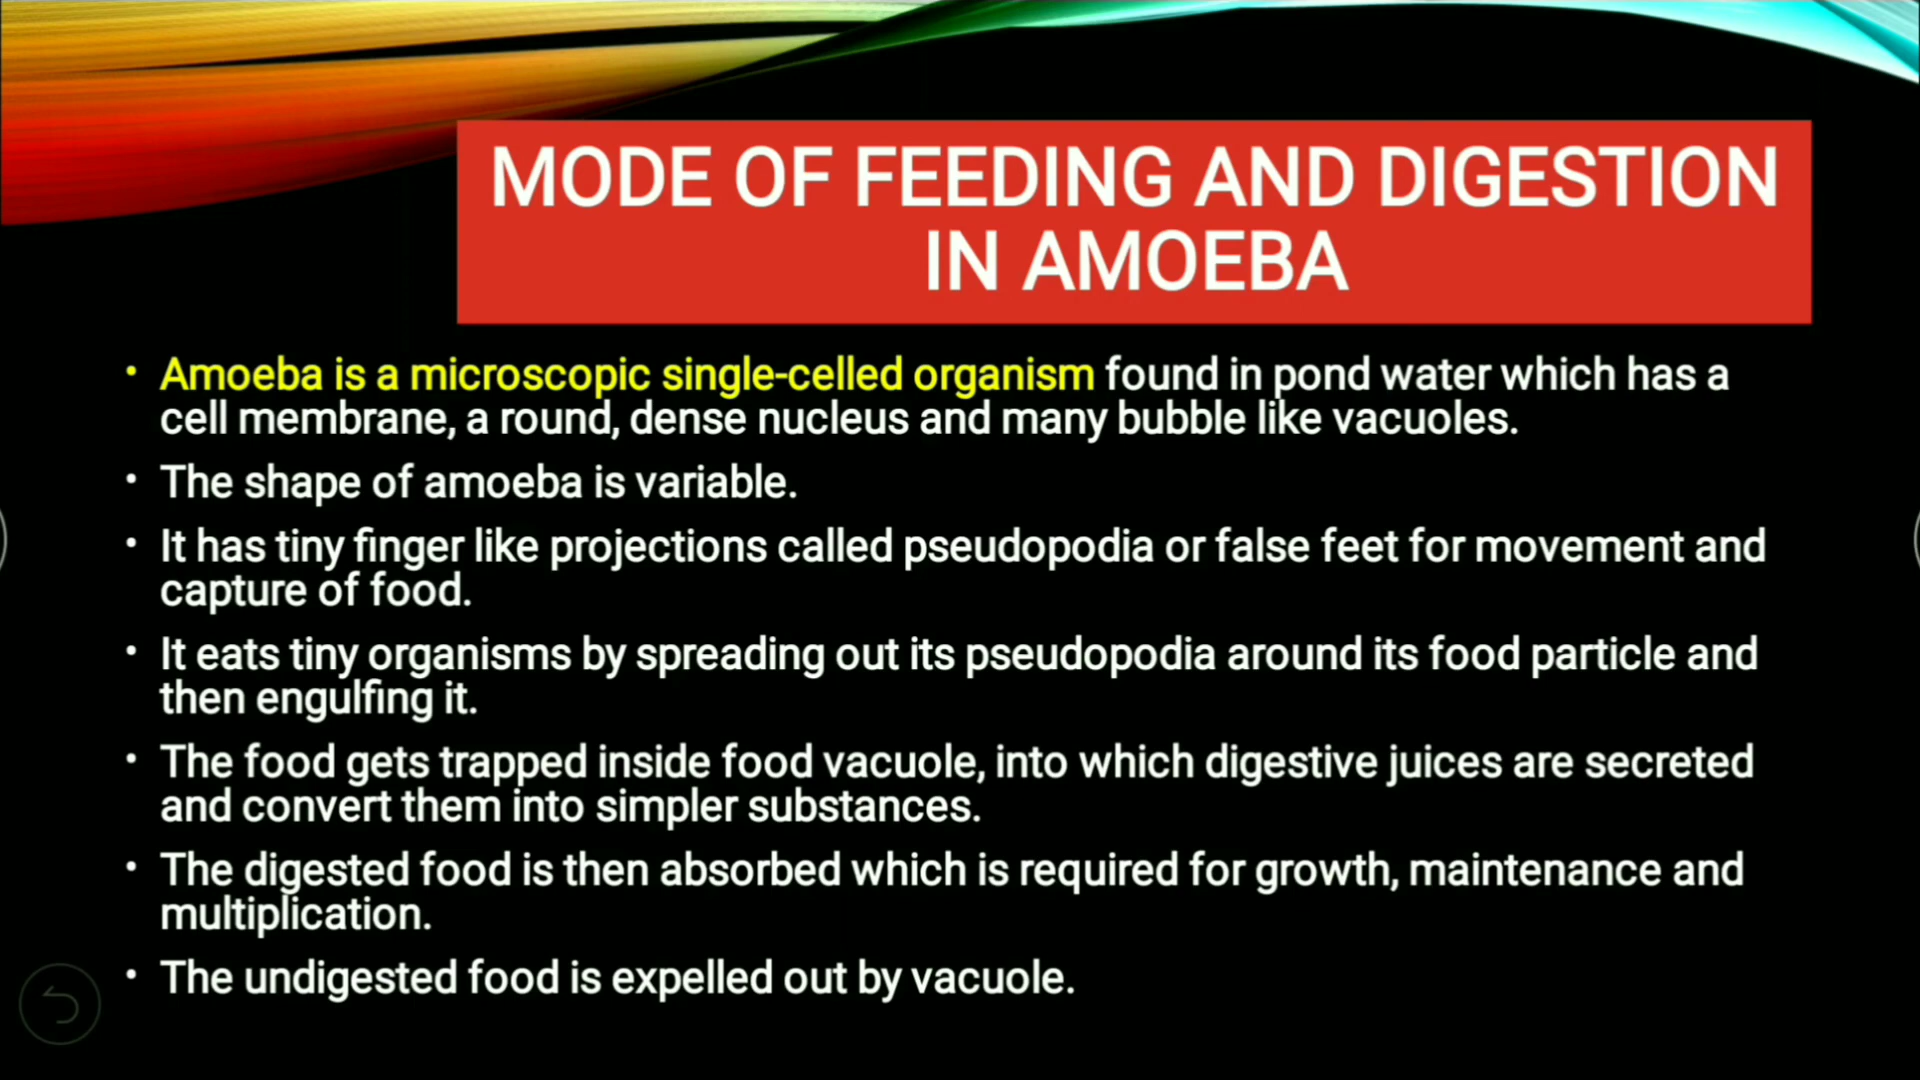 MODE OF FEEDING AND DIGESTION
IN AMOEBA
• Amoeba is a microscopic single-celled organism found in pond water which has a
cell membrane, a round, dense nucleus and many bubble like vacuoles.
• The shape of amoeba is variable.
• It has tiny finger like projections called pseudopodia or false feet for movement and
capture of food.
• It eats tiny organisms by spreading out its pseudopodia around its food particle and
then engulfing it.
• The food gets trapped inside food vacuole, into which digestive juices are secreted
and convert them into simpler substances.
• The digested food is then absorbed which is required for growth, maintenance and
multiplication.
• The undigested food is expelled out by vacuole.